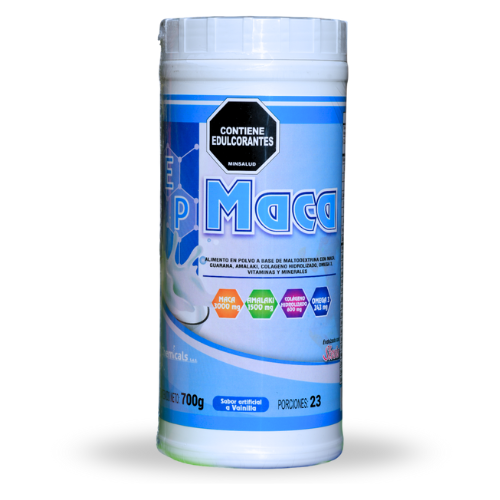 CONTIENE
EDULCORANTES
MINSALUD
E
P
Maca
ALIMENTO EN POLVO A BASE DE MALTODEXTRINA CON MACA,
GUARANA, AMALAKI, COLAGENO HIDROLIZADO, OMEGA 3,
VITAMINAS Y MINERALES
MACA
3000 mg
AMALAKI
1500 mg
COLÁGENO
HIDROLIZADO
600 mg
OMEGA 3
243 mg
700g
Sabor artificial
a Vainilla
PORCIONES: 23